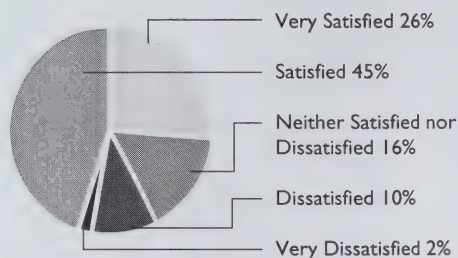 Very Satisfied 26%
Satisfied 45%
Neither Satisfied nor
Dissatisfied 16%
Dissatisfied 10%
Very Dissatisfied 2%